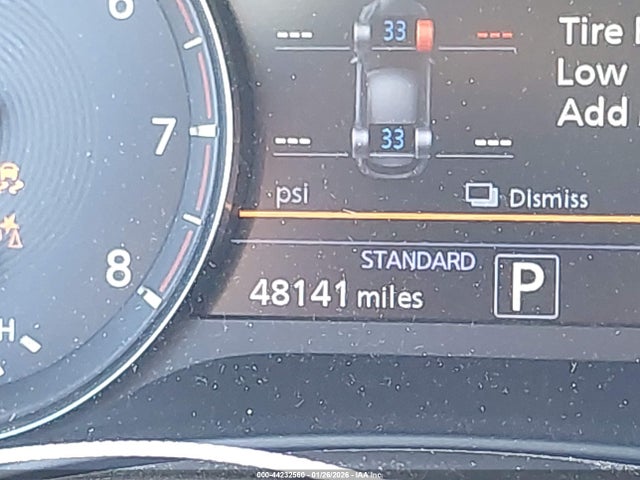 6
33
--- ---
Tire
Low
Add
7
33
--- ---
psi
Dismiss
STANDARD
8
48141 miles
P
H
000-44232560 - 01/26/2026 - IAA Inc.